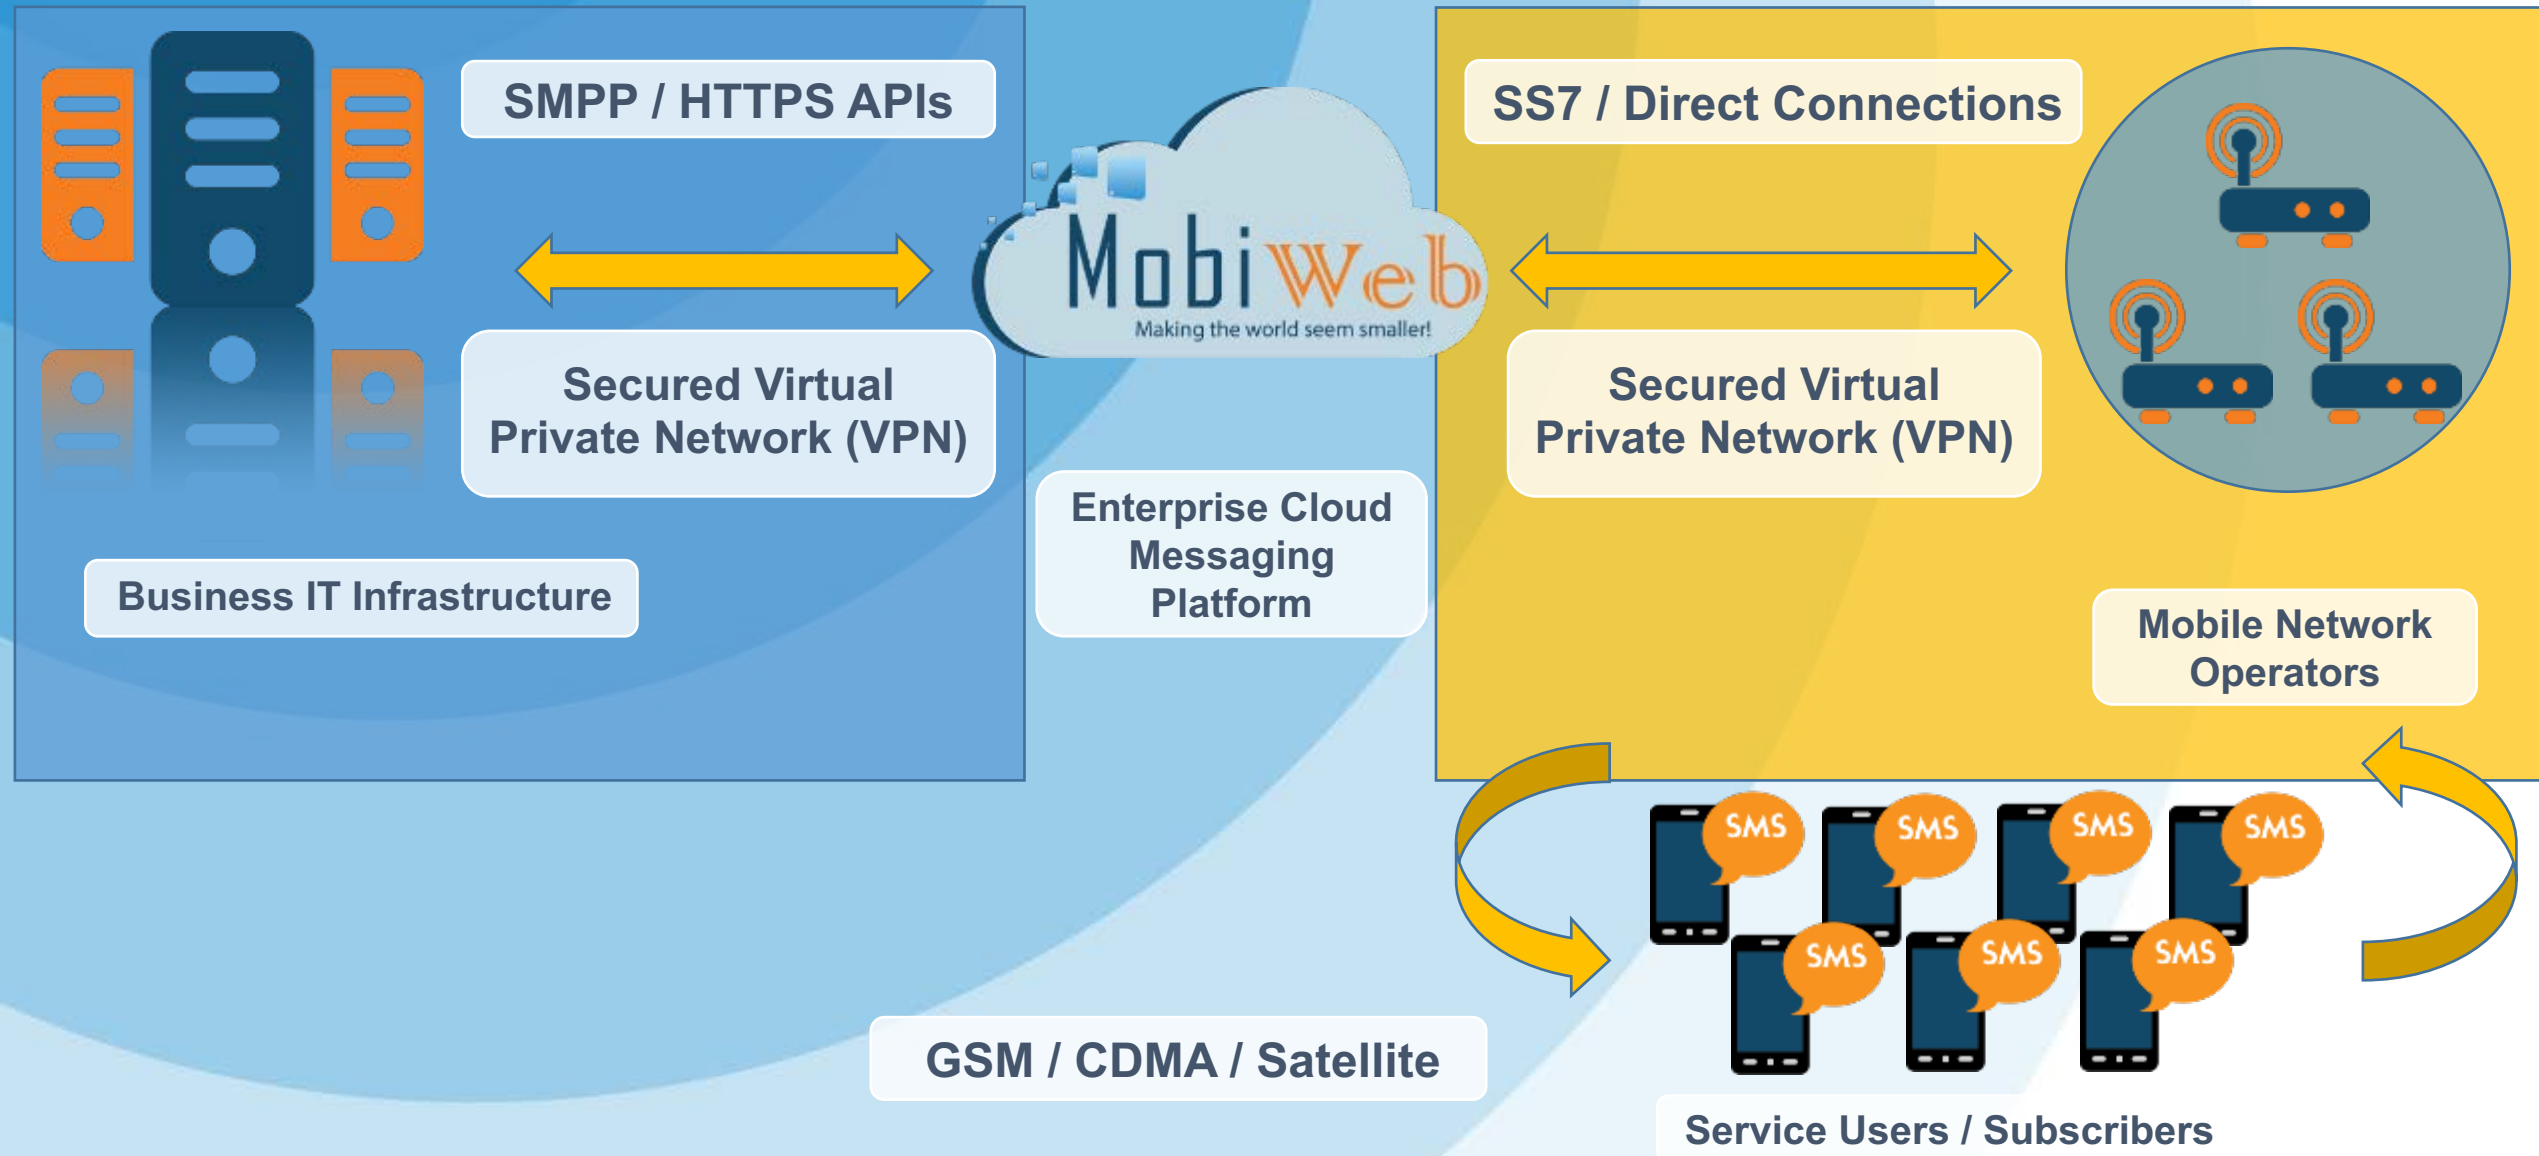 SMPP / HTTPS APIs
SS7 / Direct Connections
MobiWeb
Making the world seem smaller!
Secured Virtual
Private Network (VPN)
Secured Virtual
Private Network (VPN)
Enterprise Cloud
Messaging
Platform
Business IT Infrastructure
Mobile Network
Operators
SMS
SMS
SMS
SMS
SMS
SMS
SMS
GSM / CDMA / Satellite
Service Users / Subscribers